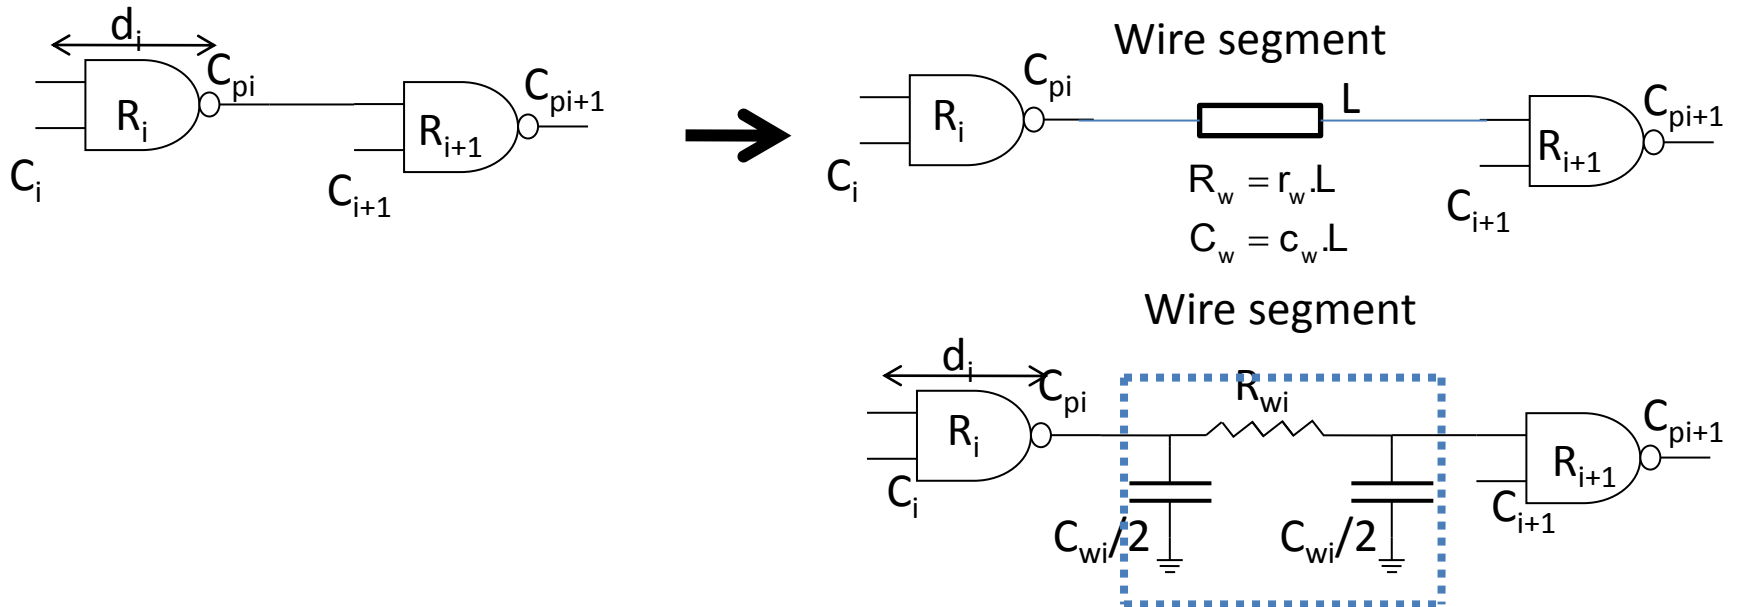 d_i
C_pi
R_i
C_i
C_pi+1
R_i+1
C_i+1
Wire segment
C_pi
R_i
C_i
L
R_w = r_w.L
C_w = c_w.L
C_pi+1
R_i+1
C_i+1
Wire segment
d_i
C_pi
R_i
C_i
R_wi
C_wi/2
C_wi/2
C_pi+1
R_i+1
C_i+1